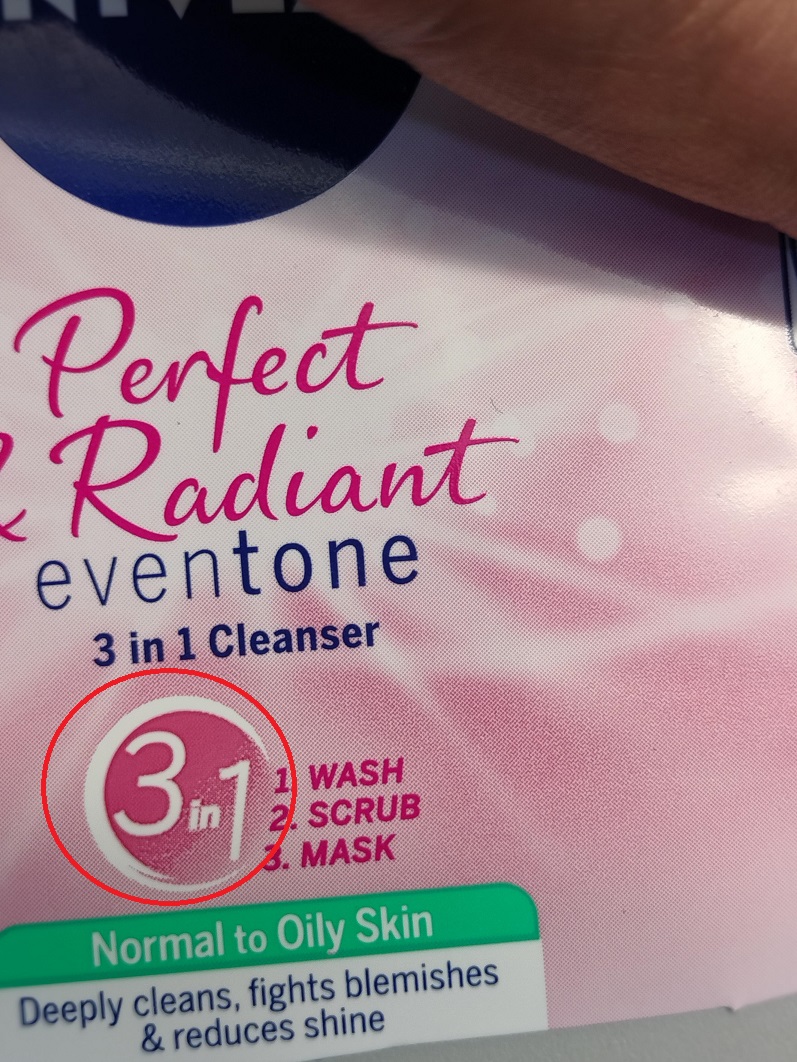 Perfect
& Radiant
eventone
3 in 1 Cleanser
3 in 1
1. WASH
2. SCRUB
3. MASK
Normal to Oily Skin
Deeply cleans, fights blemishes
& reduces shine